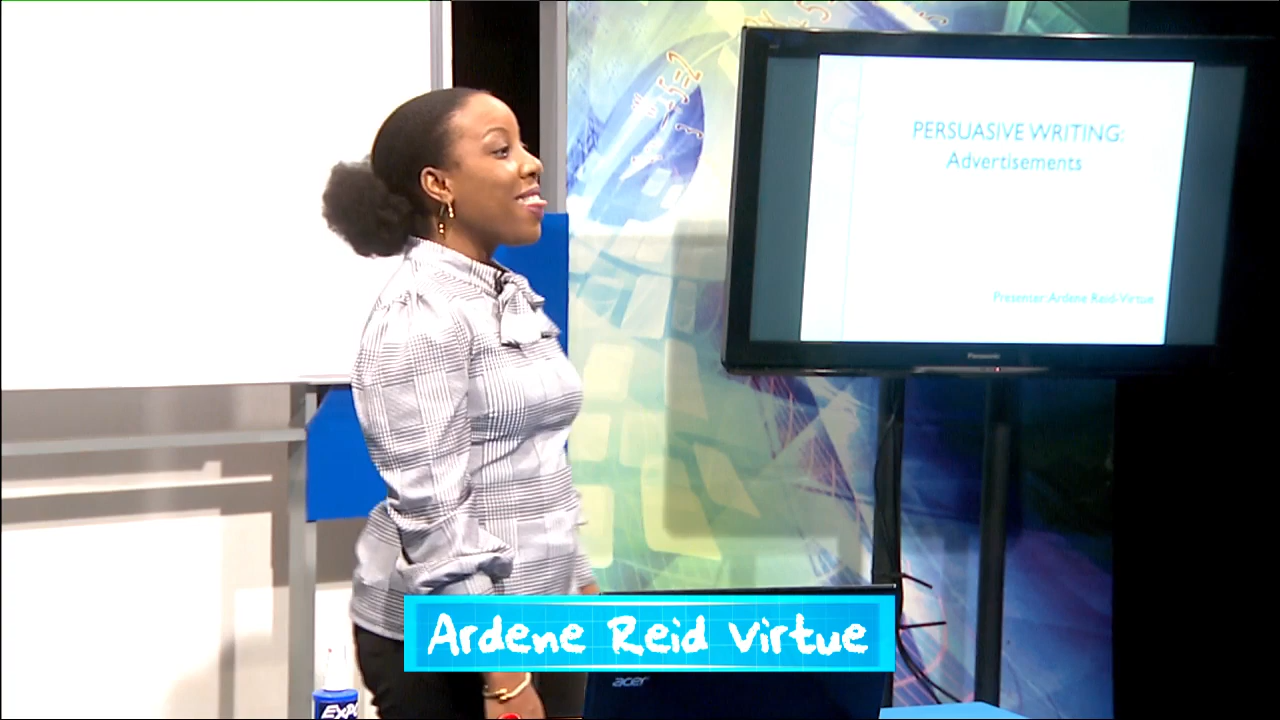 PERSUASIVE WRITING:
Advertisements
Presenter: Ardene Reid-Virtue
Panasonic
Ardene Reid Virtue
acer
EXPO